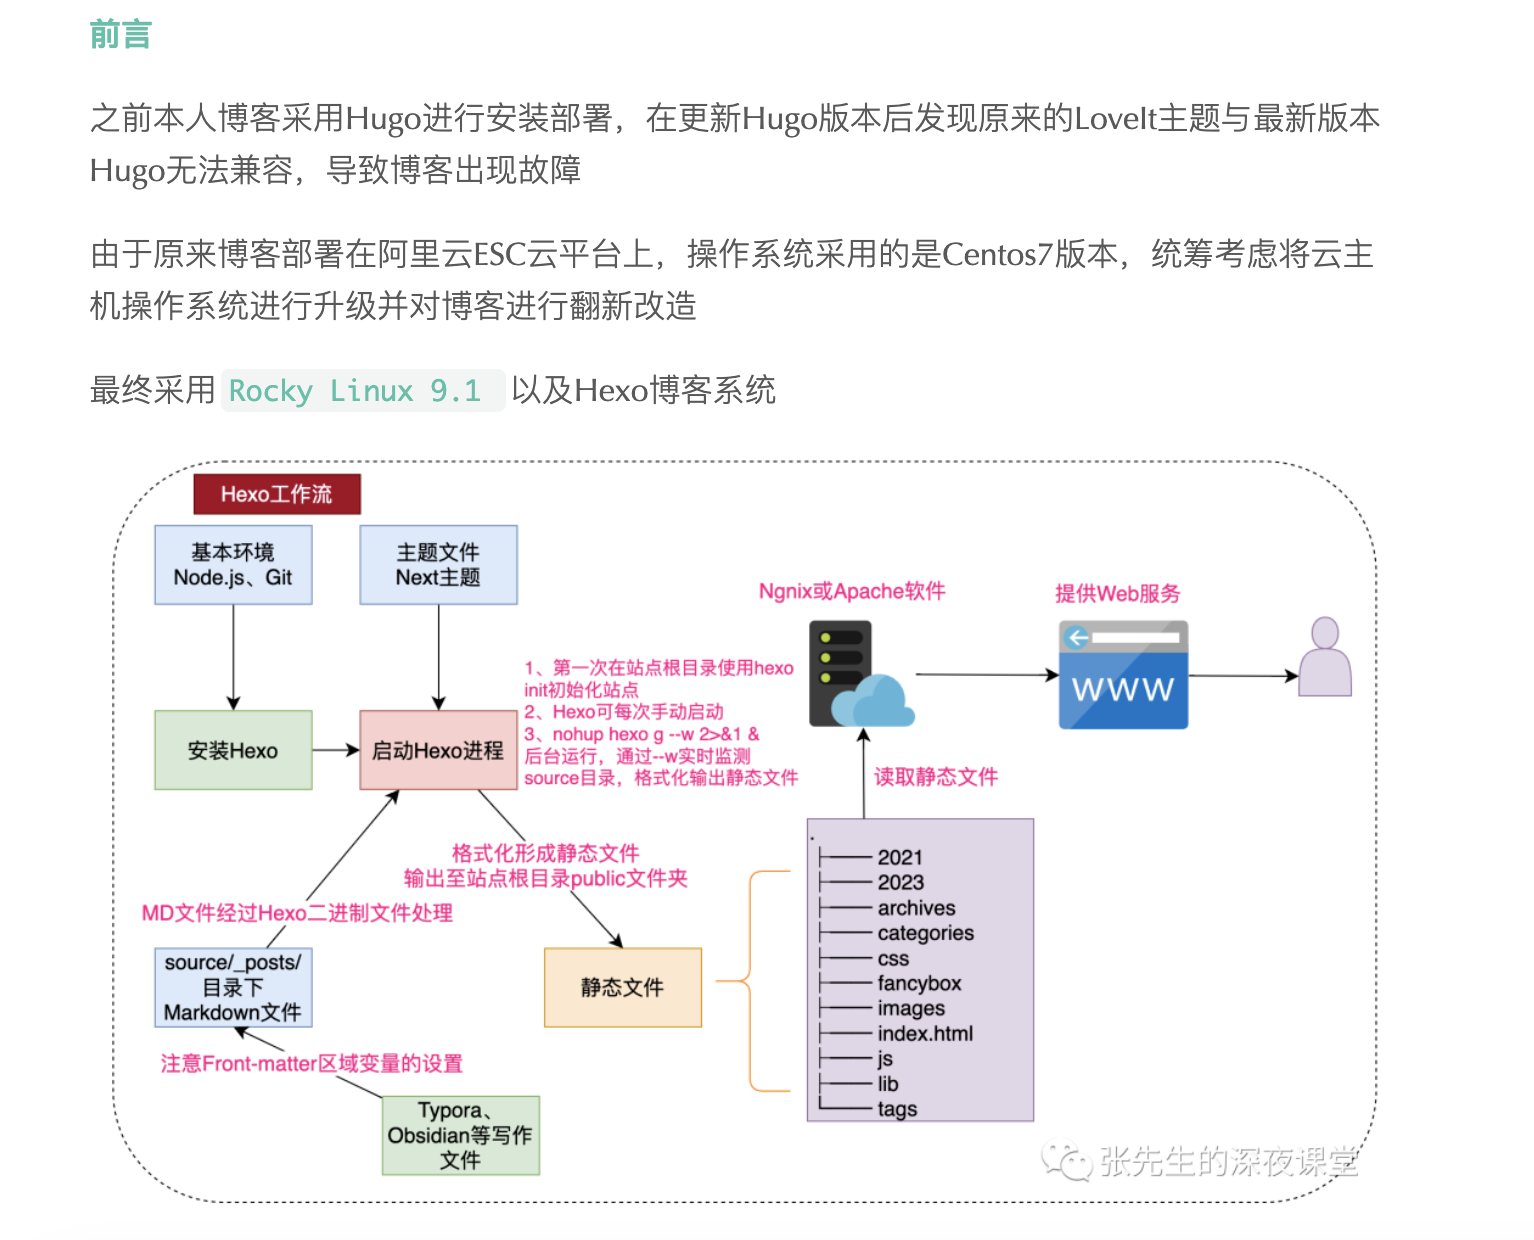 前言
之前本人博客采用Hugo进行安装部署，在更新Hugo版本后发现原来的LoveIt主题与最新版本
Hugo无法兼容，导致博客出现故障
由于原来博客部署在阿里云ESC云平台上，操作系统采用的是Centos7版本，统筹考虑将云主
机操作系统进行升级并对博客进行翻新改造
最终采用 Rocky Linux 9.1 以及Hexo博客系统
Hexo工作流
基本环境
Node.js、Git
主题文件
Next主题
Ngnix或Apache软件
提供Web服务
WWW
1、第一次在站点根目录使用hexo
init初始化站点
2、Hexo可每次手动启动
3、nohup hexo g --w 2>&1 &
后台运行，通过--w实时监测
source目录，格式化输出静态文件
安装Hexo
启动Hexo进程
读取静态文件
格式化形成静态文件
输出至站点根目录public文件夹
MD文件经过Hexo二进制文件处理
source/_posts/
目录下
Markdown文件
静态文件
.
├── 2021
├── 2023
├── archives
├── categories
├── css
├── fancybox
├── images
├── index.html
├── js
├── lib
└── tags
注意Front-matter区域变量的设置
Typora、
Obsidian等写作
文件
张先生的深夜课堂